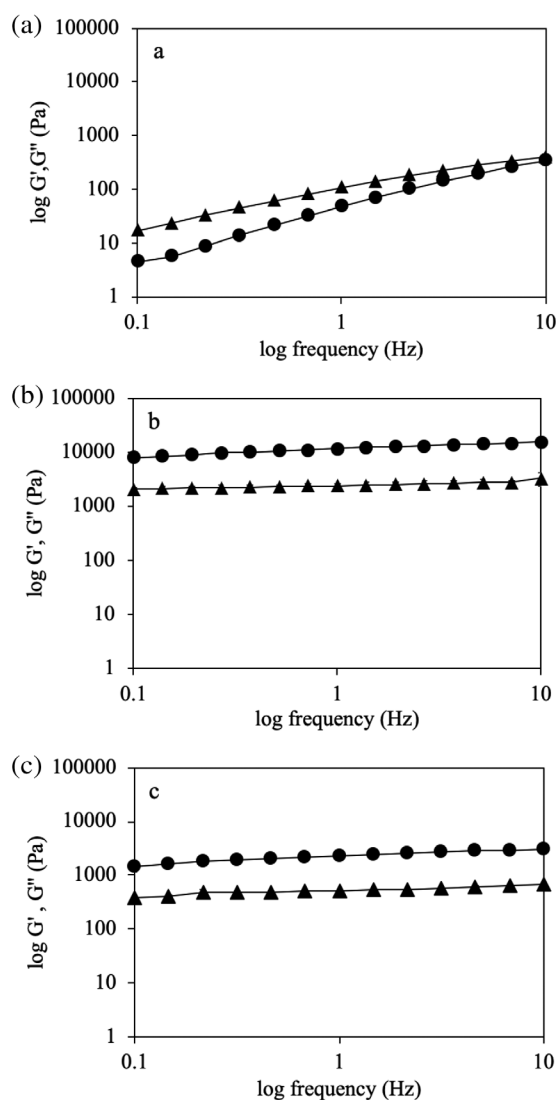 (a)
a
100000
10000
1000
100
10
1
log G',G" (Pa)
0.1
1
10
log frequency (Hz)
(b)
b
100000
10000
1000
100
10
1
log G', G" (Pa)
0.1
1
10
log frequency (Hz)
(c)
c
100000
10000
1000
100
10
1
log G' , G" (Pa)
0.1
1
10
log frequency (Hz)